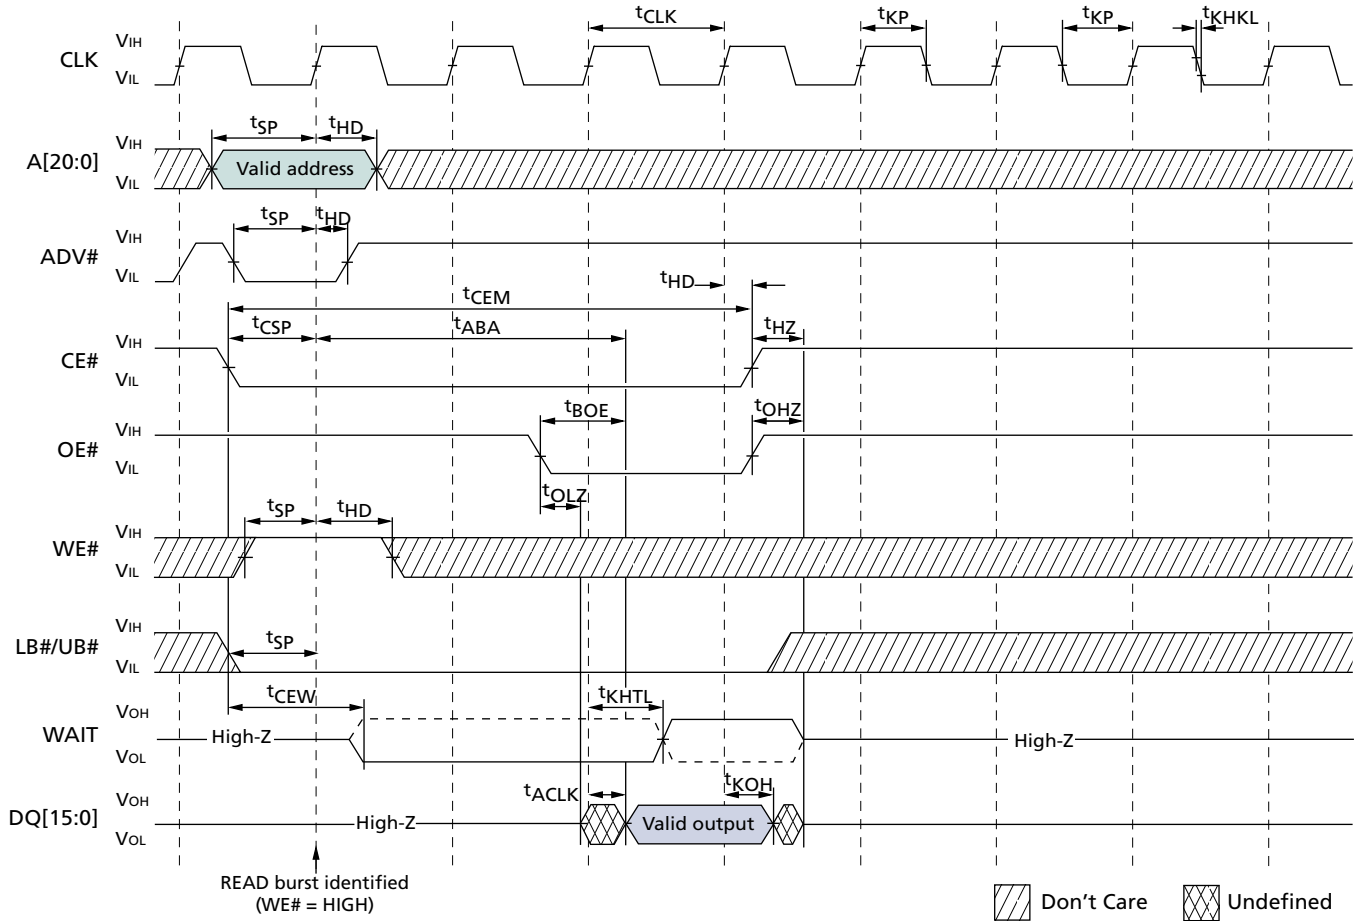 tCLK tKP tKP tKHKL
CLK VIH
VIL
tSP tHD
A[20:0] VIH
VIL
Valid address
tSP tHD
ADV# VIH
VIL
tHD
tCEM
tCSP tABA tHZ
CE# VIH
VIL
tBOE tOHZ
OE# VIH
VIL
tOLZ
tSP tHD
WE# VIH
VIL
LB#/UB# VIH
VIL
tSP
tCEW tKHTL
WAIT VOH
VOL
High-Z High-Z
tACLK tKOH
DQ[15:0] VOH
VOL
High-Z Valid output
READ burst identified
(WE# = HIGH)
Don't Care Undefined